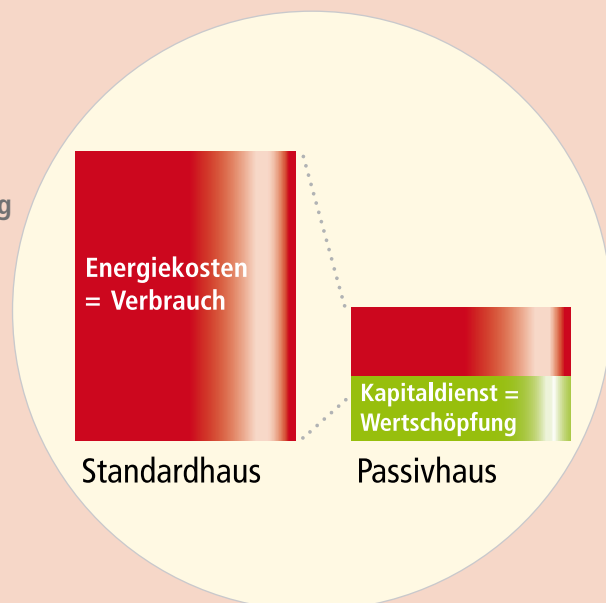 g
Energiekosten
= Verbrauch
Kapitaldienst =
Wertschöpfung
Standardhaus
Passivhaus